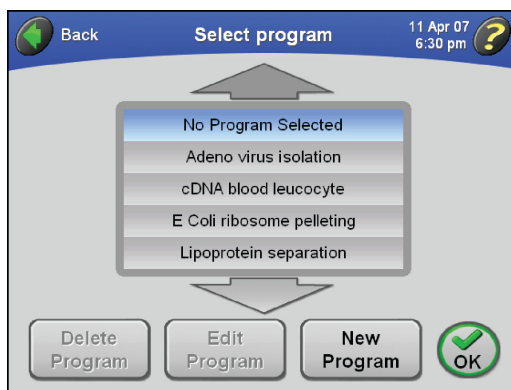 Back
Select program
11 Apr 07
6:30 pm
?
No Program Selected
Adeno virus isolation
cDNA blood leucocyte
E Coli ribosome pelleting
Lipoprotein separation
Delete
Program
Edit
Program
New
Program
OK